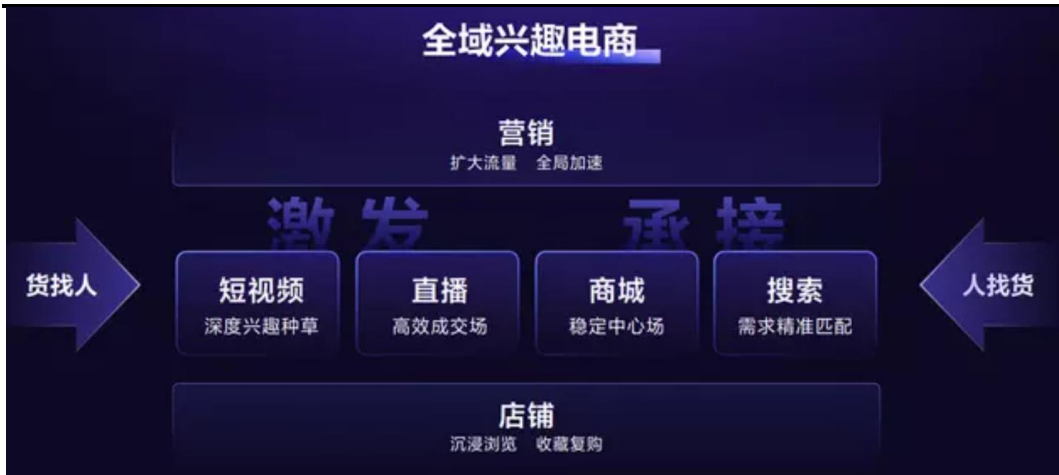 全域兴趣电商
营销
扩大流量 全局加速
激发 承接
货找人
人找货
短视频 直播 商城 搜索
深度兴趣种草 高效成交场 稳定中心场 需求精准匹配
店铺
沉浸浏览 收藏复购